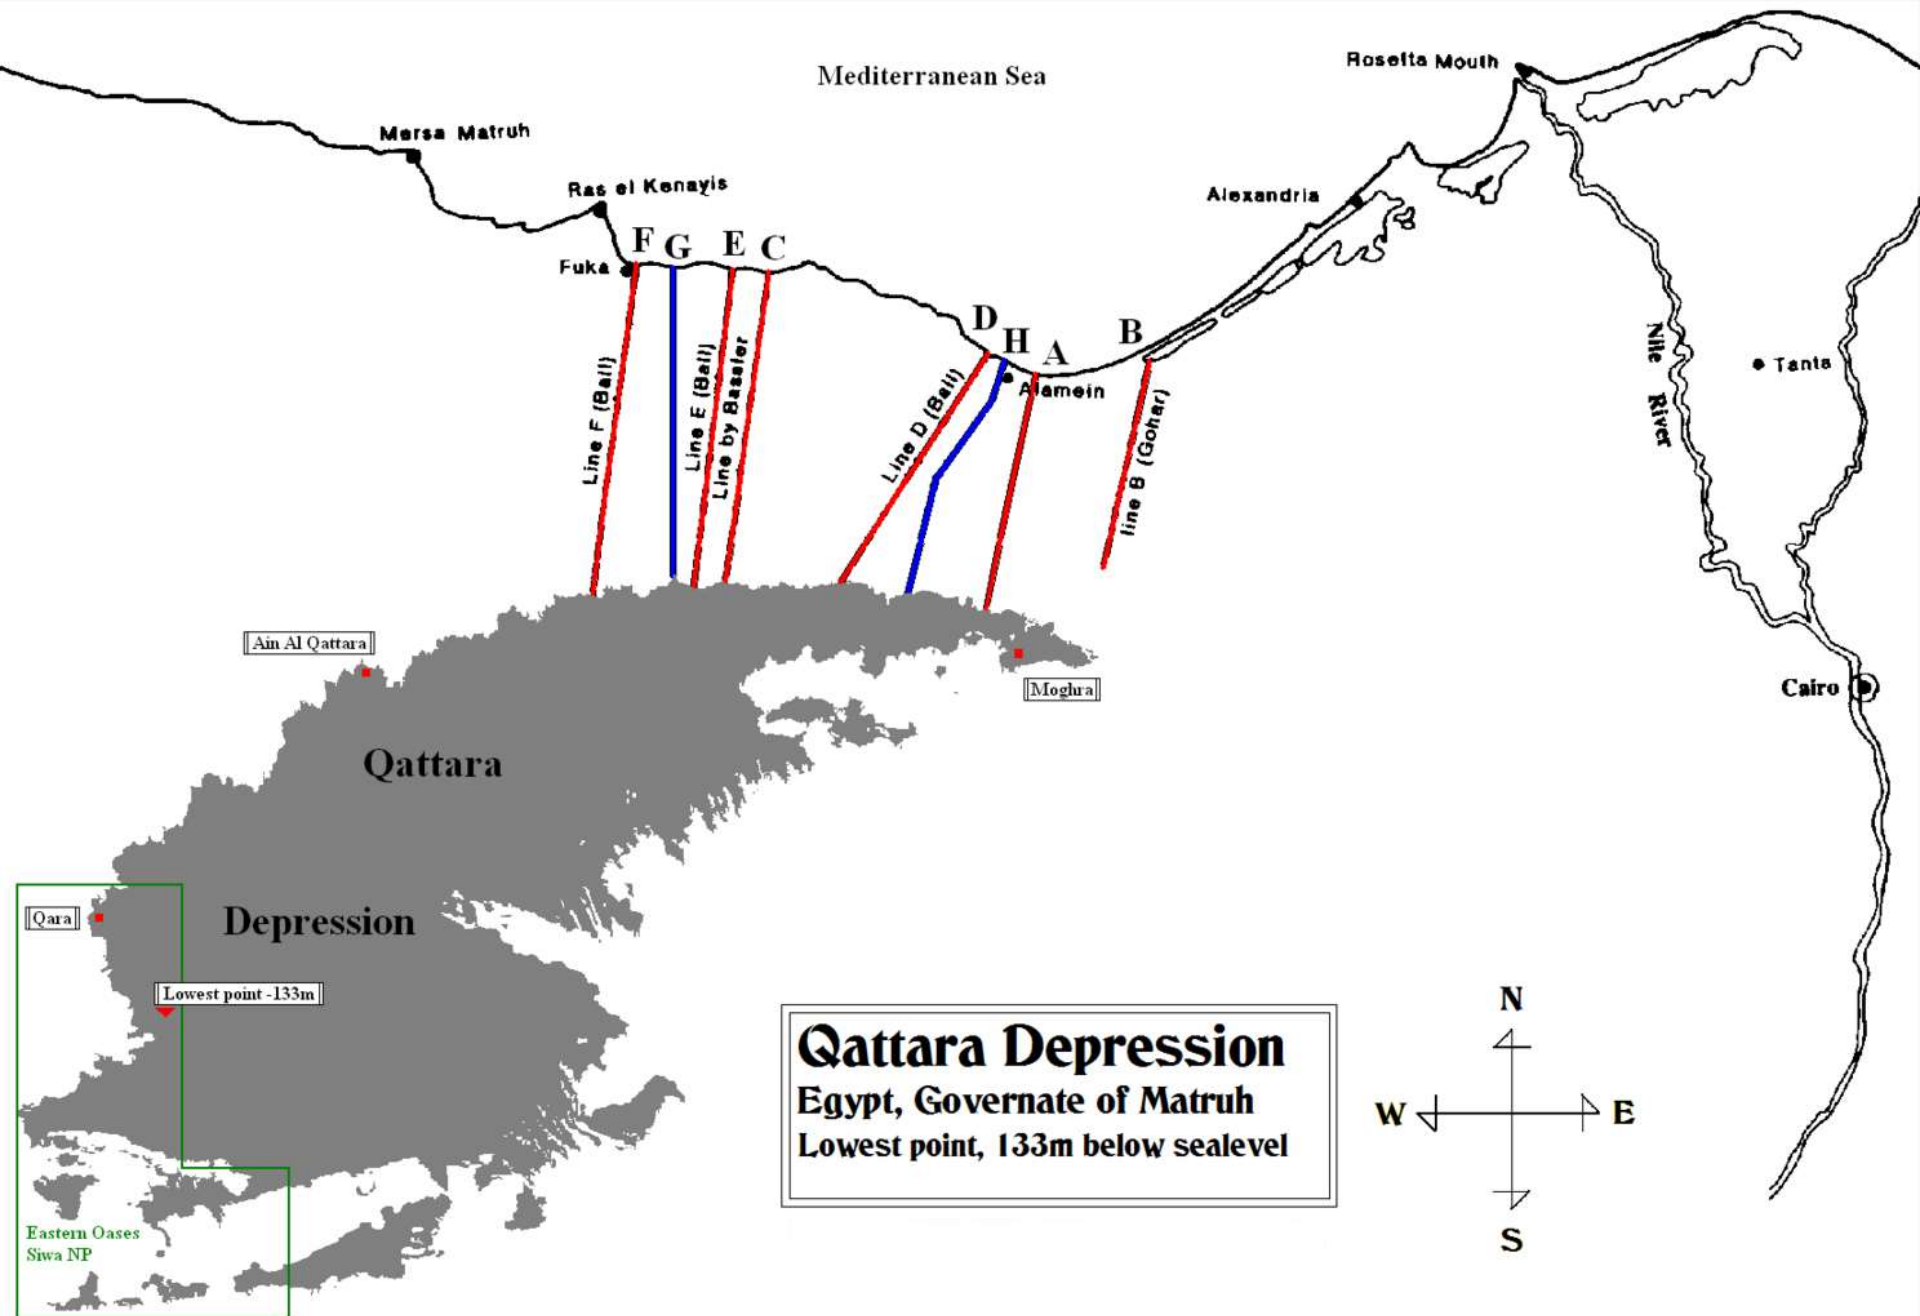 Mediterranean Sea
Rosetta Mouth
Mersa Matruh
Ras el Kenayis
Alexandria
F G E C
Fuka
D H A B
Alamein
Line F (Ball)
Line E (Ball)
Line by Bassler
Line D (Ball)
line B (Gohar)
Nile River
Tanta
Ain Al Qattara
Moghra
Cairo
Qattara
Depression
Qara
Lowest point -133m
Eastern Oases
Siwa NP
Qattara Depression
Egypt, Governate of Matruh
Lowest point, 133m below sealevel
N
W E
S